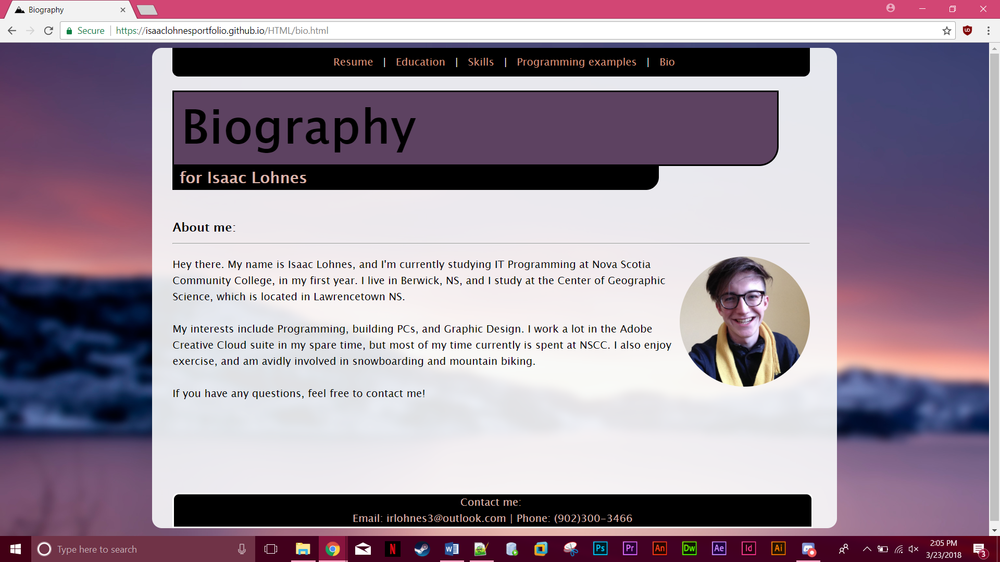 Biography
Secure | https://isaaclohnesportfolio.github.io/HTML/bio.html
Resume | Education | Skills | Programming examples | Bio
Biography
for Isaac Lohnes
About me:
Hey there. My name is Isaac Lohnes, and I'm currently studying IT Programming at Nova Scotia
Community College, in my first year. I live in Berwick, NS, and I study at the Center of Geographic
Science, which is located in Lawrencetown NS.
My interests include Programming, building PCs, and Graphic Design. I work a lot in the Adobe
Creative Cloud suite in my spare time, but most of my time currently is spent at NSCC. I also enjoy
exercise, and am avidly involved in snowboarding and mountain biking.
If you have any questions, feel free to contact me!
Contact me:
Email: irlohnes3@outlook.com | Phone: (902)300-3466
Type here to search
N
W
Ps
Pr
An
Dw
Ae
Id
Ai
2:05 PM
3/23/2018
3